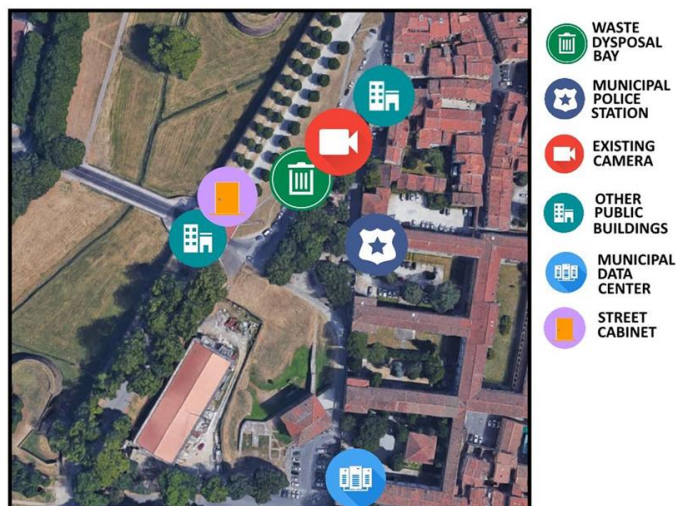 WASTE
DYSPOSAL
BAY
MUNICIPAL
POLICE
STATION
EXISTING
CAMERA
OTHER
PUBLIC
BUILDINGS
MUNICIPAL
DATA
CENTER
STREET
CABINET